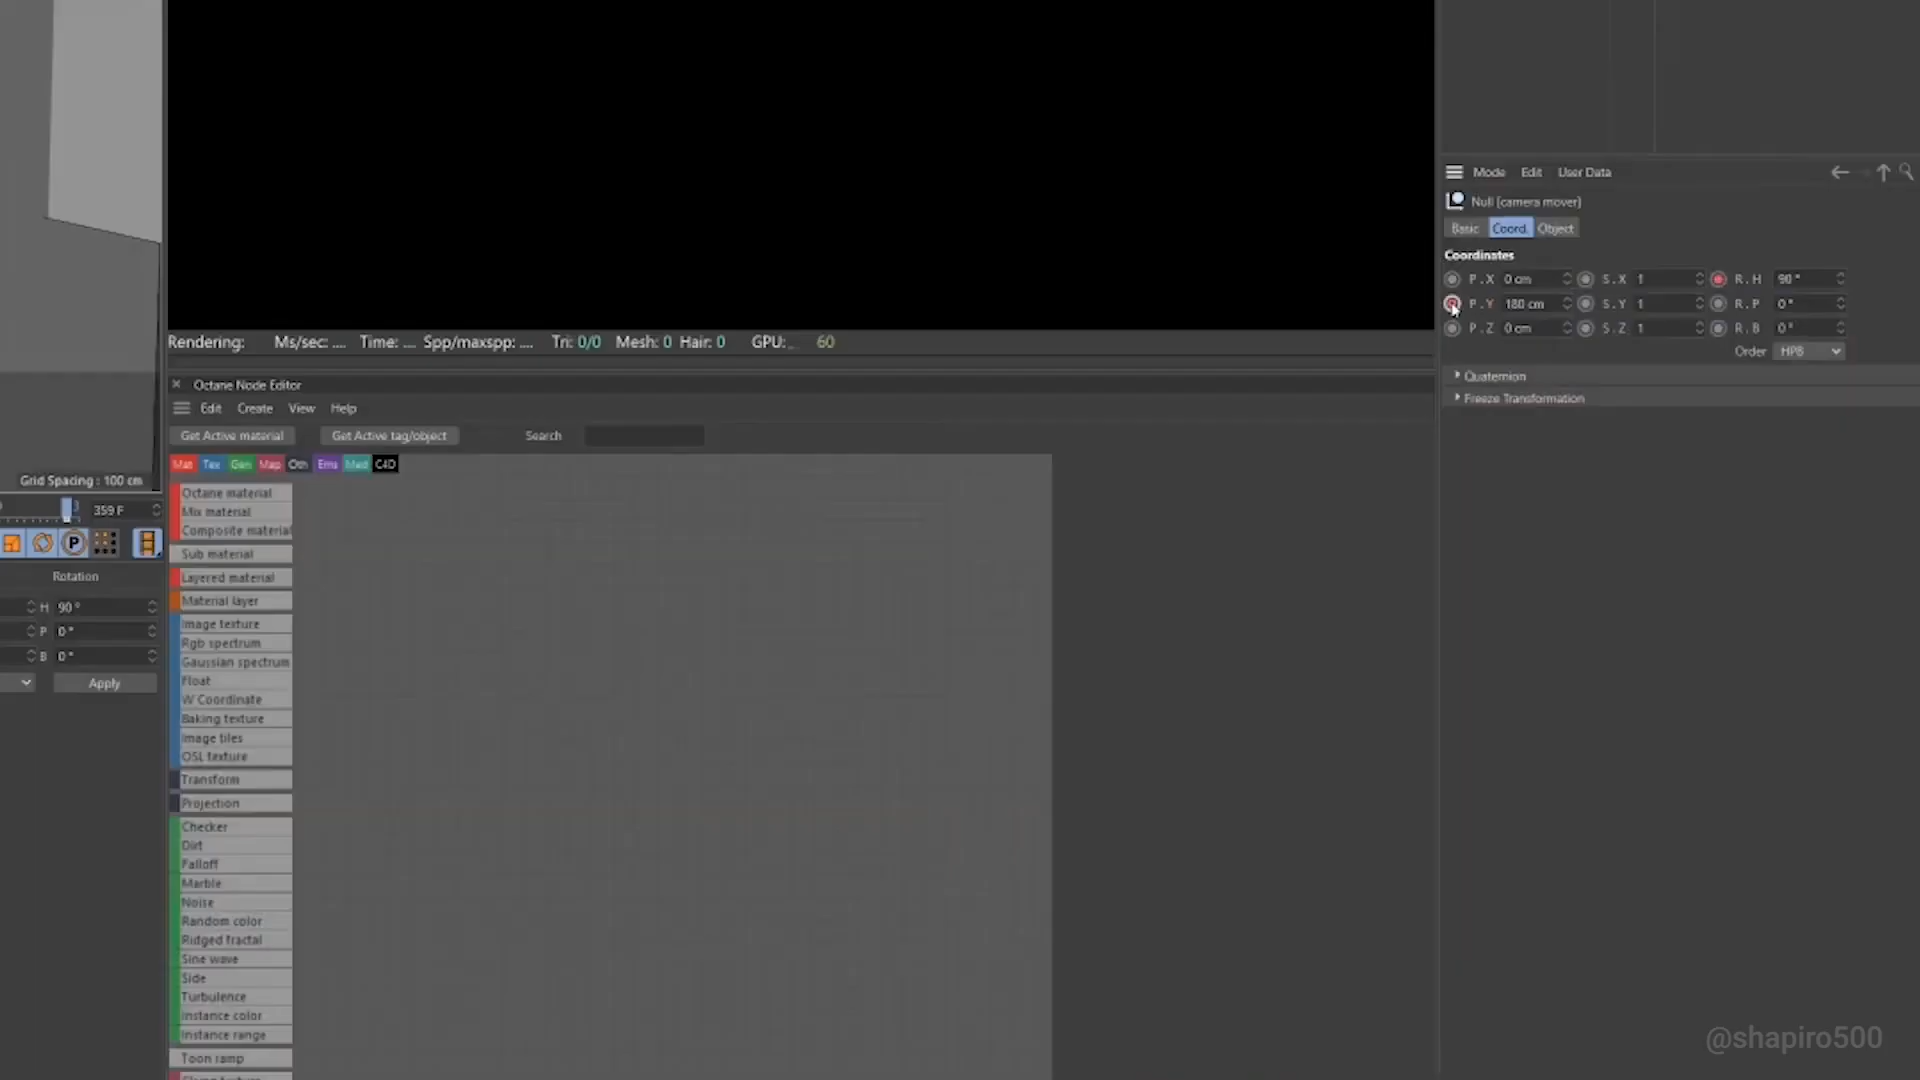 Mode Edit User Data
Null [camera mover]
Basic Coord. Object
Coordinates
P . X 0 cm S . X 1 R . H 90 °
P . Y 180 cm S . Y 1 R . P 0 °
P . Z 0 cm S . Z 1 R . B 0 °
Order HPB
Quaternion
Freeze Transformation
Rendering: Ms/sec: .... Time: .... Spp/maxspp: .... Tri: 0/0 Mesh: 0 Hair: 0 GPU: _ 60
Octane Node Editor
Edit Create View Help
Get Active material Get Active tag/object Search
Mat Tex Gen Map Oth Ems Med C4D
Octane material
Mix material
Composite material
Sub material
Layered material
Material layer
Image texture
Rgb spectrum
Gaussian spectrum
Float
W Coordinate
Baking texture
Image tiles
OSL texture
Transform
Projection
Checker
Dirt
Falloff
Marble
Noise
Random color
Ridged fractal
Sine wave
Side
Turbulence
Instance color
Instance range
Toon ramp
Grid Spacing : 100 cm
359 F
P
Rotation
H 90 °
P 0 °
B 0 °
Apply
@shapiro500